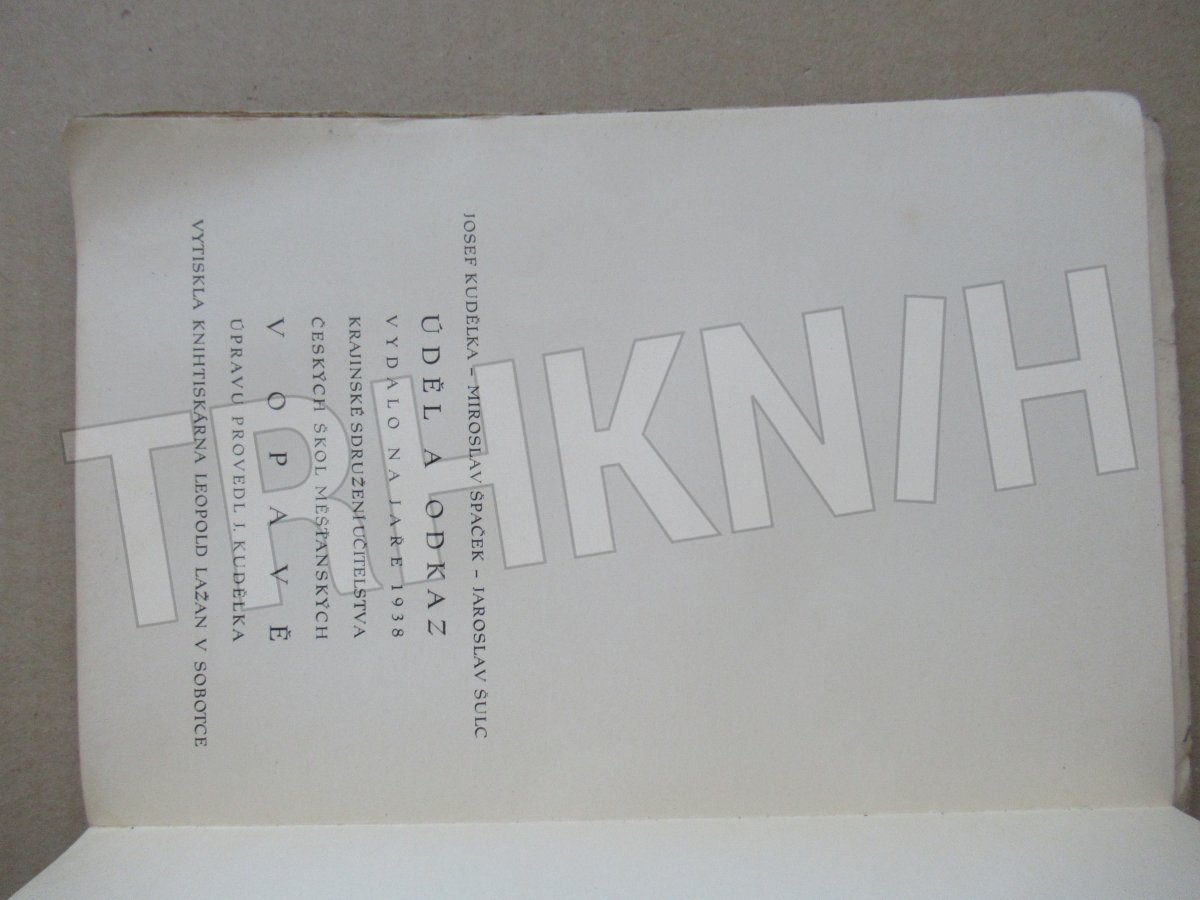 JOSEF KUDĚLKA – MIROSLAV ŠPAČEK – JAROSLAV ŠULC
ÚDĚL A ODKAZ
VYDALO NA JAŘE 1938
KRAJINSKÉ SDRUŽENÍ UČITELSTVA
ČESKÝCH ŠKOL MĚŠŤANSKÝCH
V OPAVĚ
ÚPRAVU PROVEDL J. KUDĚLKA
VYTISKLA KNIHTISKÁRNA LEOPOLD LAŽAN V SOBOTCE
TRHKNIH